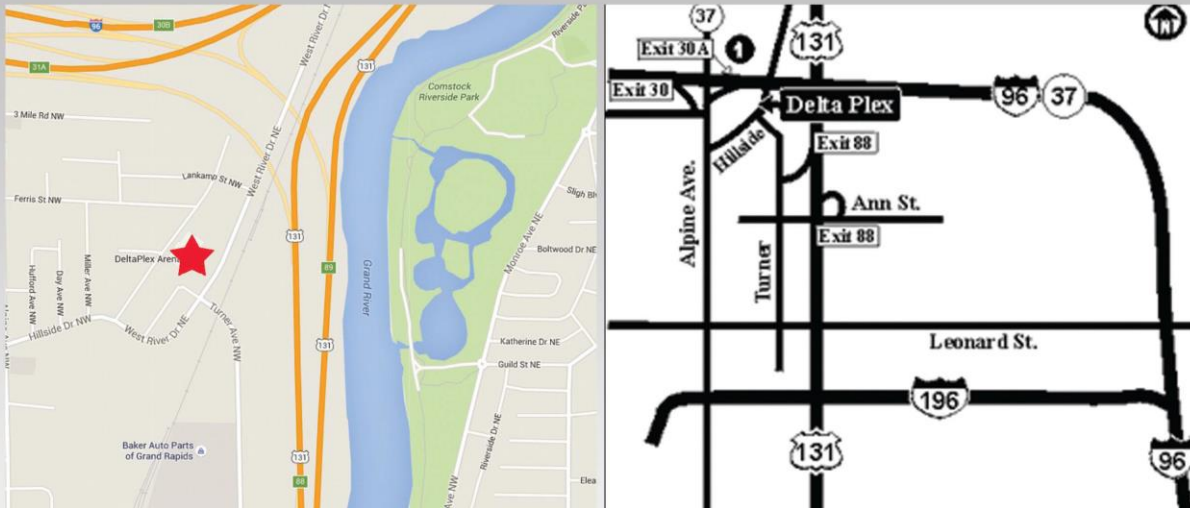 96
30B
31A
West River Dr NE
131
Riverside P
Comstock
Riverside Park
3 Mile Rd NW
Lankamp St NW
West River Dr NE
Ferris St NW
Sligh Bl
131
DeltaPlex Aren
89
Grand River
Monroe Ave NE
Boltwood Dr NE
Hufford Ave NW
Day Ave NW
Miller Ave NW
Hillside Dr NW
West River Dr NE
Turner Ave NW
131
Katherine Dr NE
Guild St NE
Baker Auto Parts
of Grand Rapids
131
88
Riverside Dr NE
Ave NW
Elea
37
Exit 30A
1
131
N
Exit 30
Delta Plex
96
37
Hillside
Exit 88
Alpine Ave.
Turner
Ann St.
Exit 88
Leonard St.
196
131
96